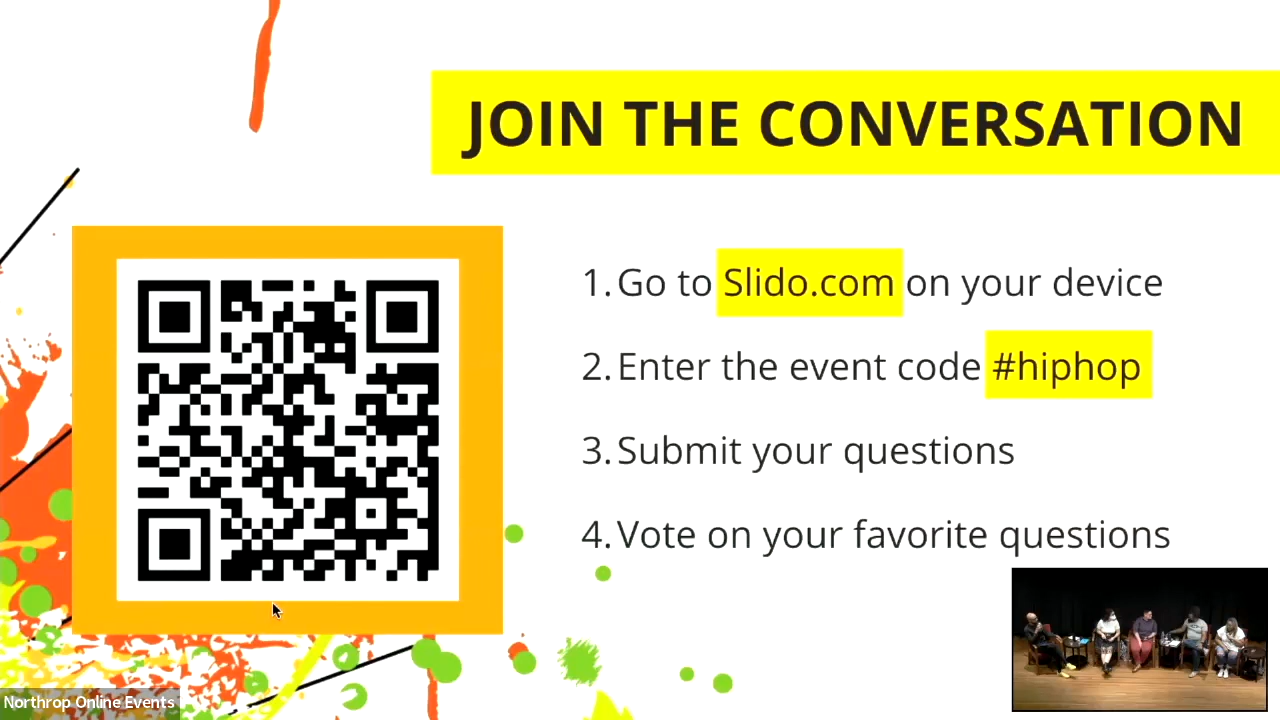 JOIN THE CONVERSATION
1. Go to Slido.com on your device
2. Enter the event code #hiphop
3. Submit your questions
4. Vote on your favorite questions
Northrop Online Events